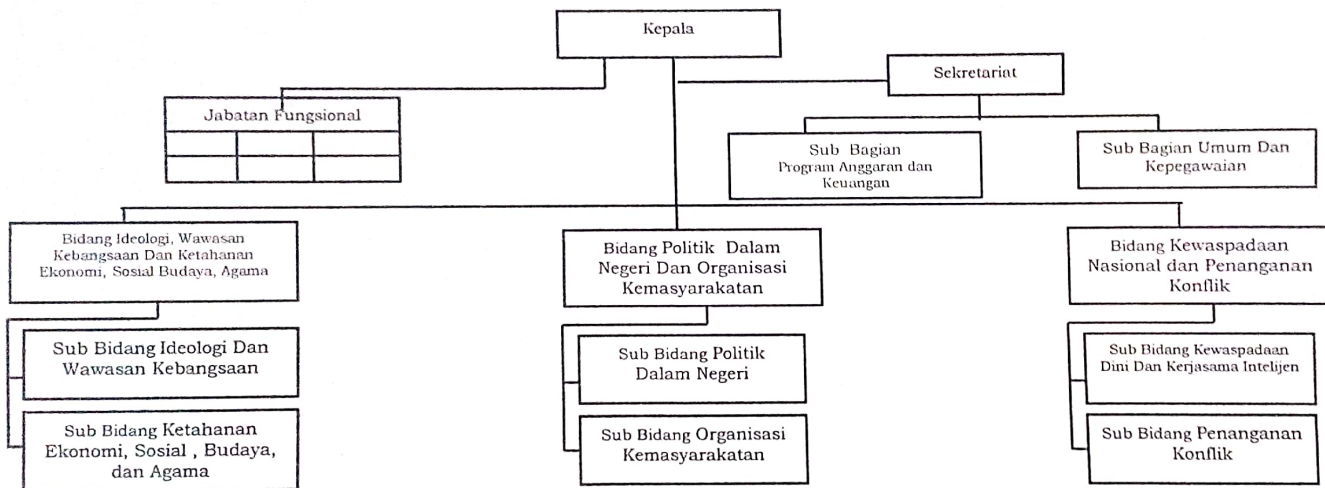 Kepala
Sekretariat
Jabatan Fungsional
Sub Bagian
Program Anggaran dan
Keuangan
Sub Bagian Umum Dan
Kepegawaian
Bidang Ideologi, Wawasan
Kebangsaan Dan Ketahanan
Ekonomi, Sosial Budaya, Agama
Bidang Politik Dalam
Negeri Dan Organisasi
Kemasyarakatan
Bidang Kewaspadaan
Nasional dan Penanganan
Konflik
Sub Bidang Ideologi Dan
Wawasan Kebangsaan
Sub Bidang Politik
Dalam Negeri
Sub Bidang Kewaspadaan
Dini Dan Kerjasama Intelijen
Sub Bidang Ketahanan
Ekonomi, Sosial , Budaya,
dan Agama
Sub Bidang Organisasi
Kemasyarakatan
Sub Bidang Penanganan
Konflik